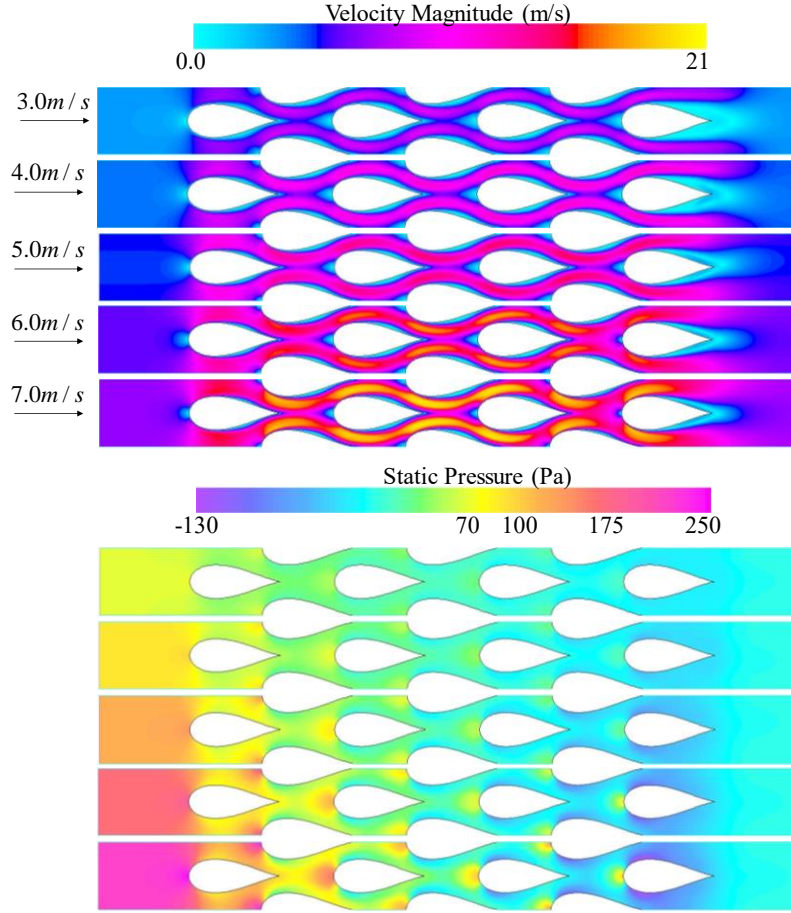 Velocity Magnitude (m/s)
0.0 21
3.0m / s
4.0m / s
5.0m / s
6.0m / s
7.0m / s
Static Pressure (Pa)
-130 70 100 175 250